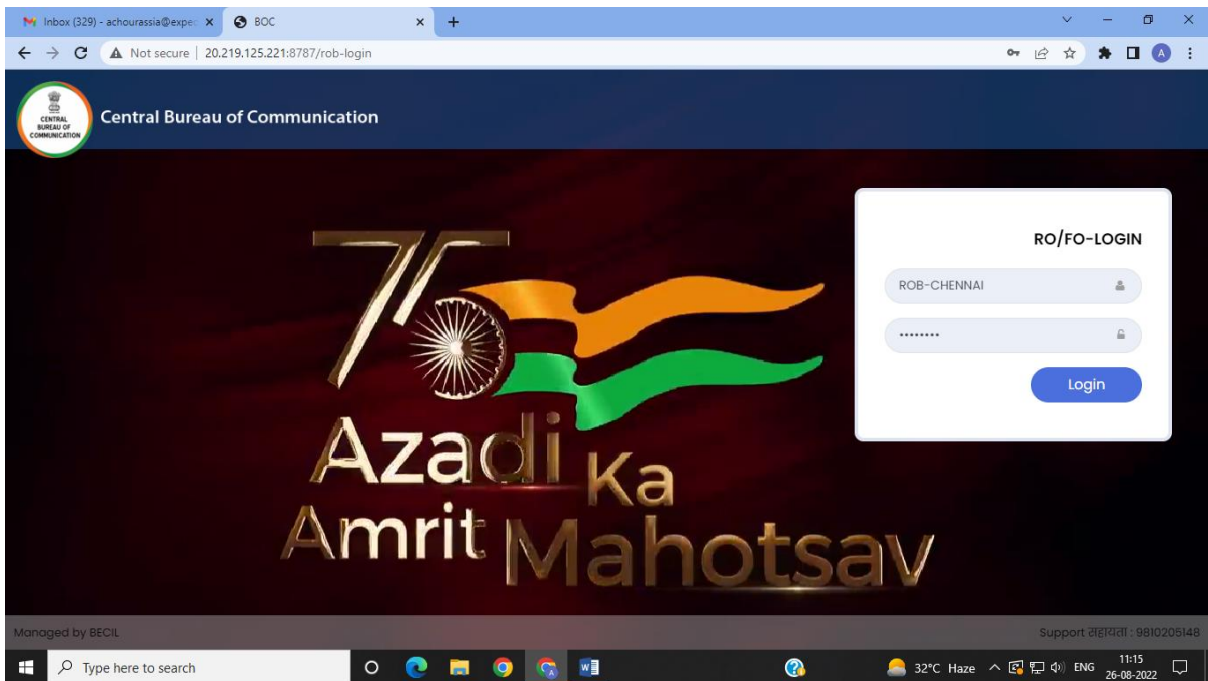 Inbox (329) - achourassia@expec
BOC
Not secure | 20.219.125.221:8787/rob-login
A
CENTRAL
BUREAU OF
COMMUNICATION
Central Bureau of Communication
RO/FO-LOGIN
ROB-CHENNAI
••••••••
Login
75
Azadi Ka
Amrit Mahotsav
Managed by BECIL
Support सहायता : 9810205148
Type here to search
32°C Haze
ENG
11:15
26-08-2022